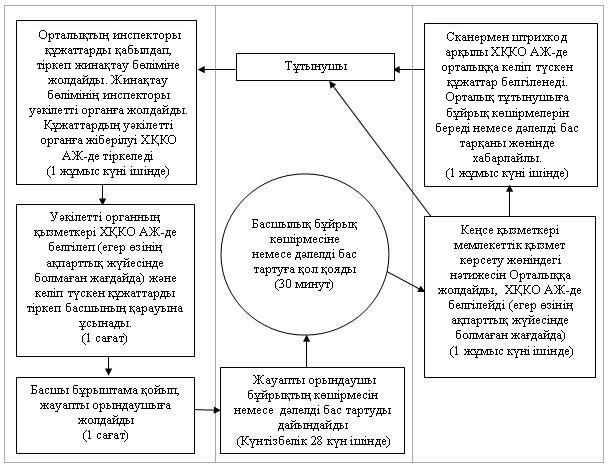 Орталықтың инспекторы
құжаттарды қабылдап,
тіркеп жинақтау бөліміне
жолдайды. Жинақтау
бөлімінің инспекторы
уәкілетті органға жолдайды.
Құжаттардың уәкілетті
органға жіберілуі ХҚКО
АЖ-де тіркеледі
(1 жұмыс күні ішінде)
Уәкілетті органның
қызметкері ХҚКО АЖ-де
белгілеп (егер өзінің
ақпарттық жүйесінде
болмаған жағдайда) және
келіп түскен құжаттарды
тіркеп басшының қарауына
ұсынады.
(1 сағат)
Басшы бұрыштама қойып,
жауапты орындаушыға
жолдайды
(1 сағат)
Тұтынушы
Басшылық бұйрық
көшірмесіне
немесе дәлелді бас
тартуға қол қояды
(30 минут)
Жауапты орындаушы
бұйрықтың көшірмесін
немесе дәлелді бас тартуды
дайындайды
(Күнтізбелік 28 күн ішінде)
Сканермен штрихкод
арқылы ХҚКО АЖ-де
орталыққа келіп түскен
құжаттар белгіленеді.
Орталық тұтынушыға
бұйрық көшірмелерін
береді немесе дәлелді бас
тарқаны жөнінде
хабарлайлы.
(1 жұмыс күні ішінде)
Кеңсе қызметкері
мемлекеттік қызмет
көрсету жөніндегі
нәтижесін Орталыққа
жолдайды, ХҚКО АЖ-де
белгілейді (егер өзінің
ақпарттық жүйесінде
болмаған жағдайда)
(1 жұмыс күні ішінде)